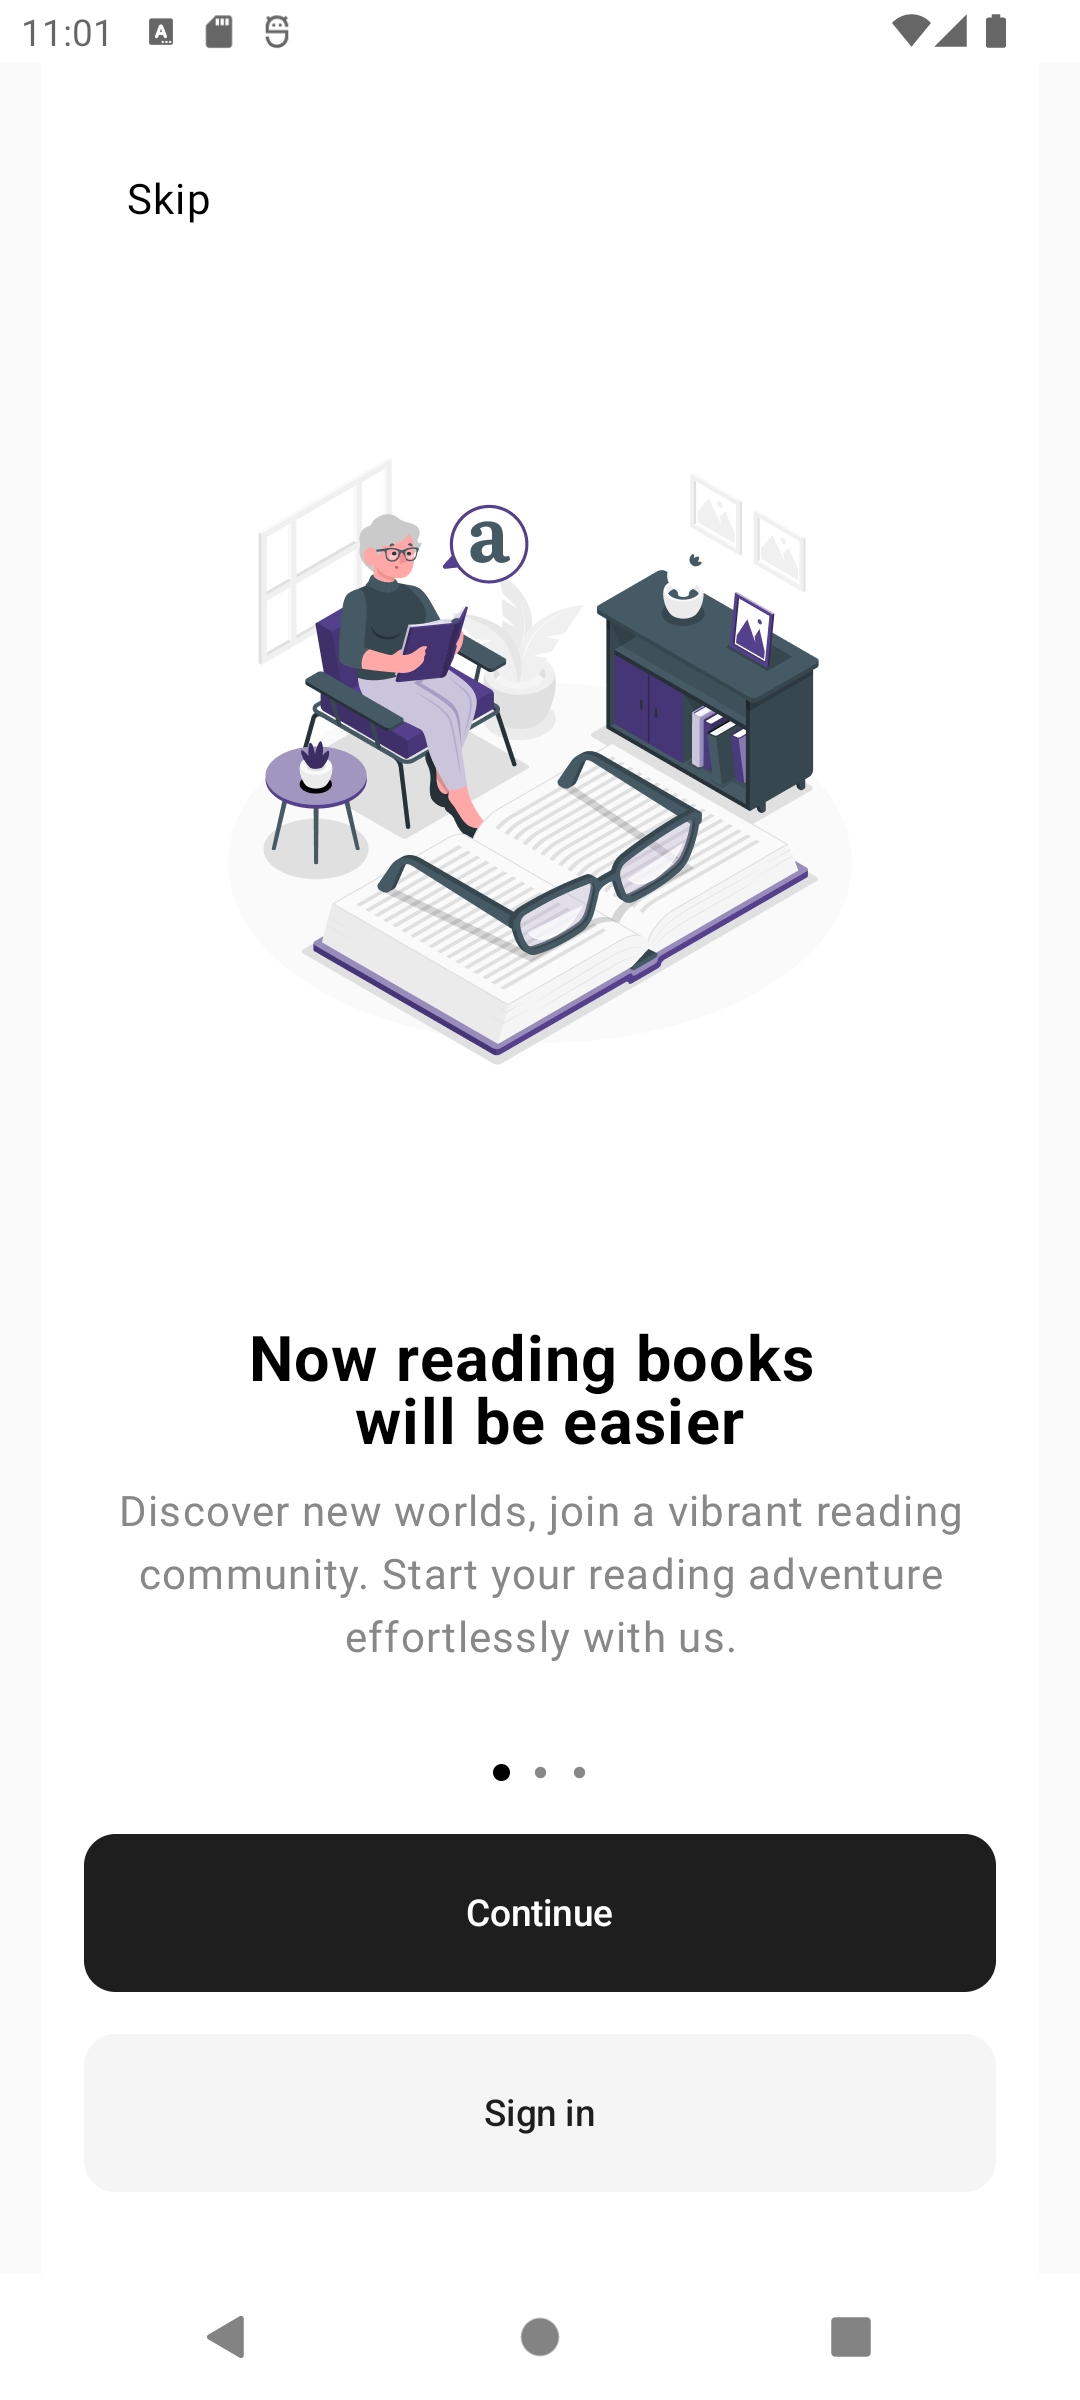 11:01
Skip
a
Now reading books
will be easier
Discover new worlds, join a vibrant reading
community. Start your reading adventure
effortlessly with us.
Continue
Sign in